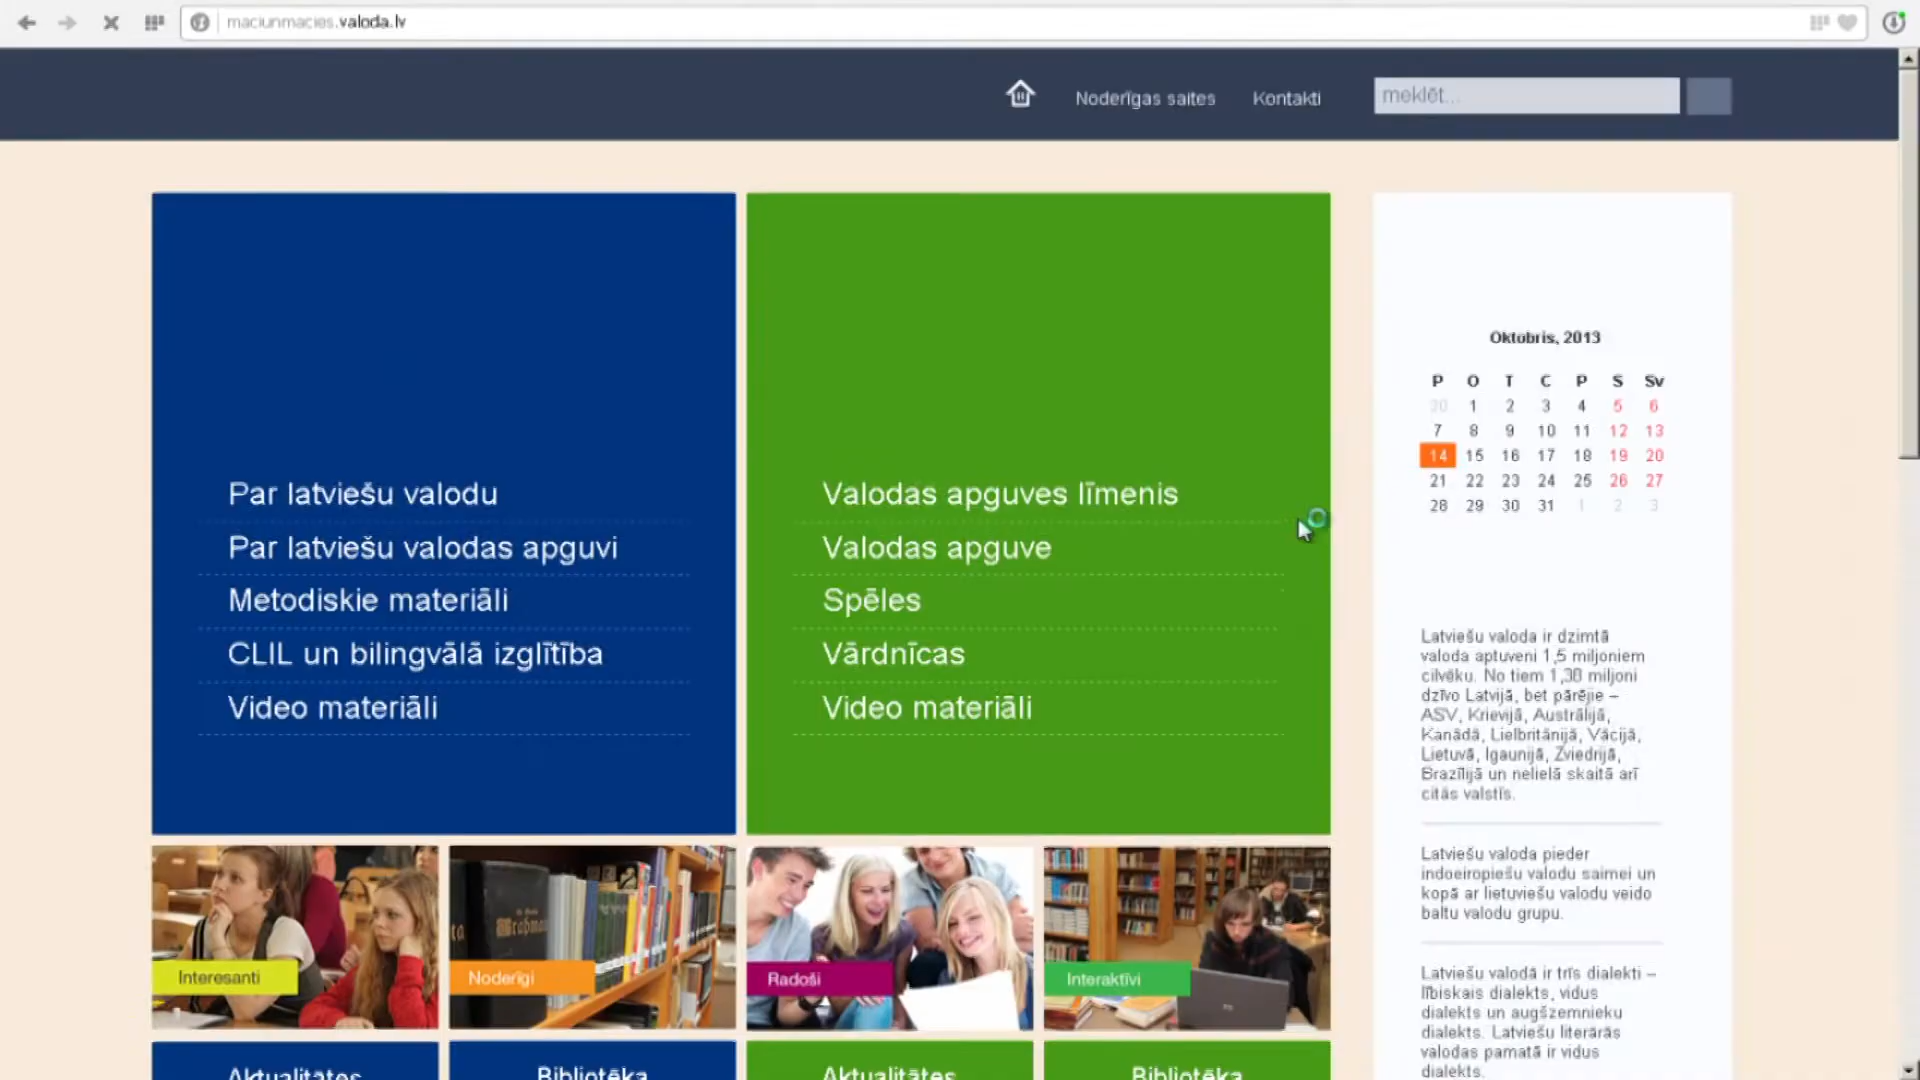 maciunmacies.valoda.lv
Noderīgas saites
Kontakti
meklēt...
Par latviešu valodu
Par latviešu valodas apguvi
Metodiskie materiāli
CLIL un bilingvālā izglītība
Video materiāli
Valodas apguves līmenis
Valodas apguve
Spēles
Vārdnīcas
Video materiāli
Oktobris, 2013
P O T C P S Sv
30 1 2 3 4 5 6
7 8 9 10 11 12 13
14 15 16 17 18 19 20
21 22 23 24 25 26 27
28 29 30 31 1 2 3
Latviešu valoda ir dzimtā
valoda aptuveni 1,5 miljoniem
cilvēku. No tiem 1,38 miljoni
dzīvo Latvijā, bet pārējie –
ASV, Krievijā, Austrālijā,
Kanādā, Lielbritānijā, Vācijā,
Lietuvā, Igaunijā, Zviedrijā,
Brazīlijā un nelielā skaitā arī
citās valstīs.
Latviešu valoda pieder
indoeiropiešu valodu saimei un
kopā ar lietuviešu valodu veido
baltu valodu grupu.
Latviešu valodā ir trīs dialekti –
lībiskais dialekts, vidus
dialekts un augšzemnieku
dialekts. Latviešu literārās
valodas pamatā ir vidus
dialekts.
Interesanti
Noderīgi
Radoši
Interaktīvi
Aktualitātes
Bibliotēka
Aktualitātes
Bibliotēka